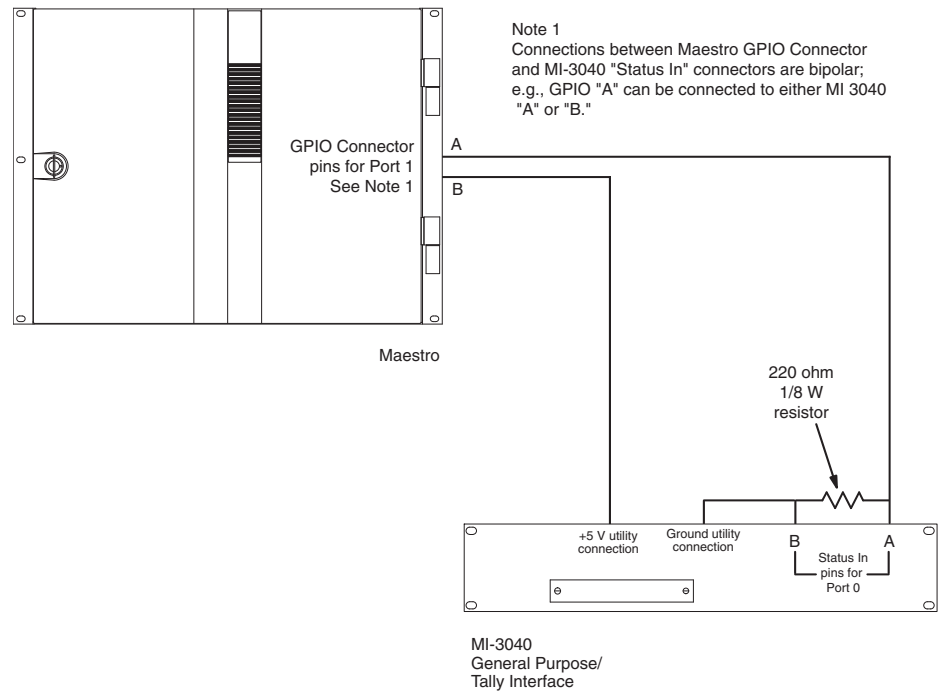 Note 1
Connections between Maestro GPIO Connector
and MI-3040 "Status In" connectors are bipolar;
e.g., GPIO "A" can be connected to either MI 3040
"A" or "B."
GPIO Connector
pins for Port 1
See Note 1
A
B
Maestro
220 ohm
1/8 W
resistor
+5 V utility
connection
Ground utility
connection
B
A
Status In
pins for
Port 0
MI-3040
General Purpose/
Tally Interface